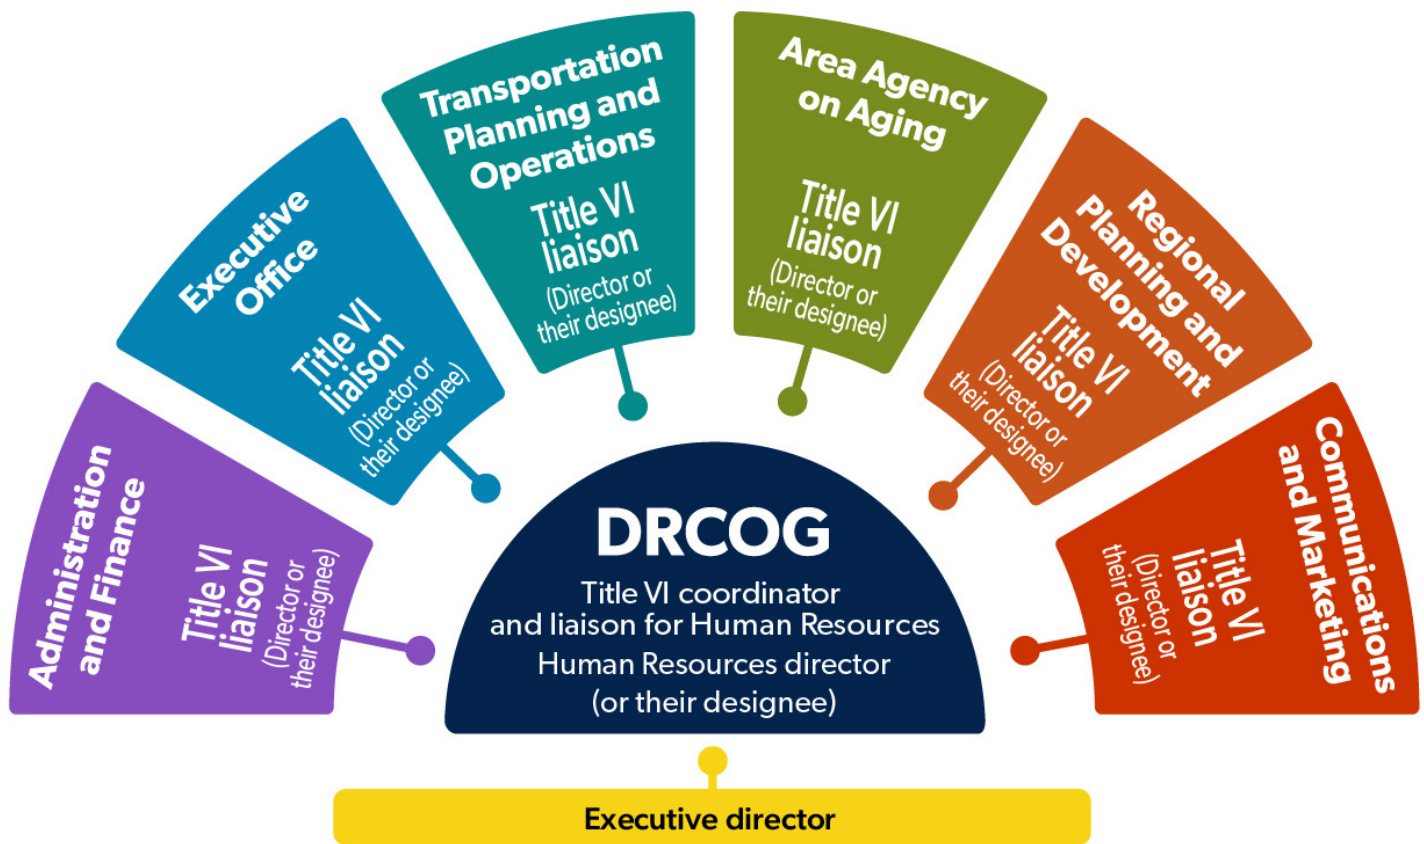 Administration
and Finance
Title VI
liaison
(Director or
their designee)
Executive
Office
Title VI
liaison
(Director or
their designee)
Transportation
Planning and
Operations
Title VI
liaison
(Director or
their designee)
Area Agency
on Aging
Title VI
liaison
(Director or
their designee)
Regional
Planning and
Development
Title VI
liaison
(Director or
their designee)
Communications
and Marketing
Title VI
liaison
(Director or
their designee)
DRCOG
Title VI coordinator
and liaison for Human Resources
Human Resources director
(or their designee)
Executive director